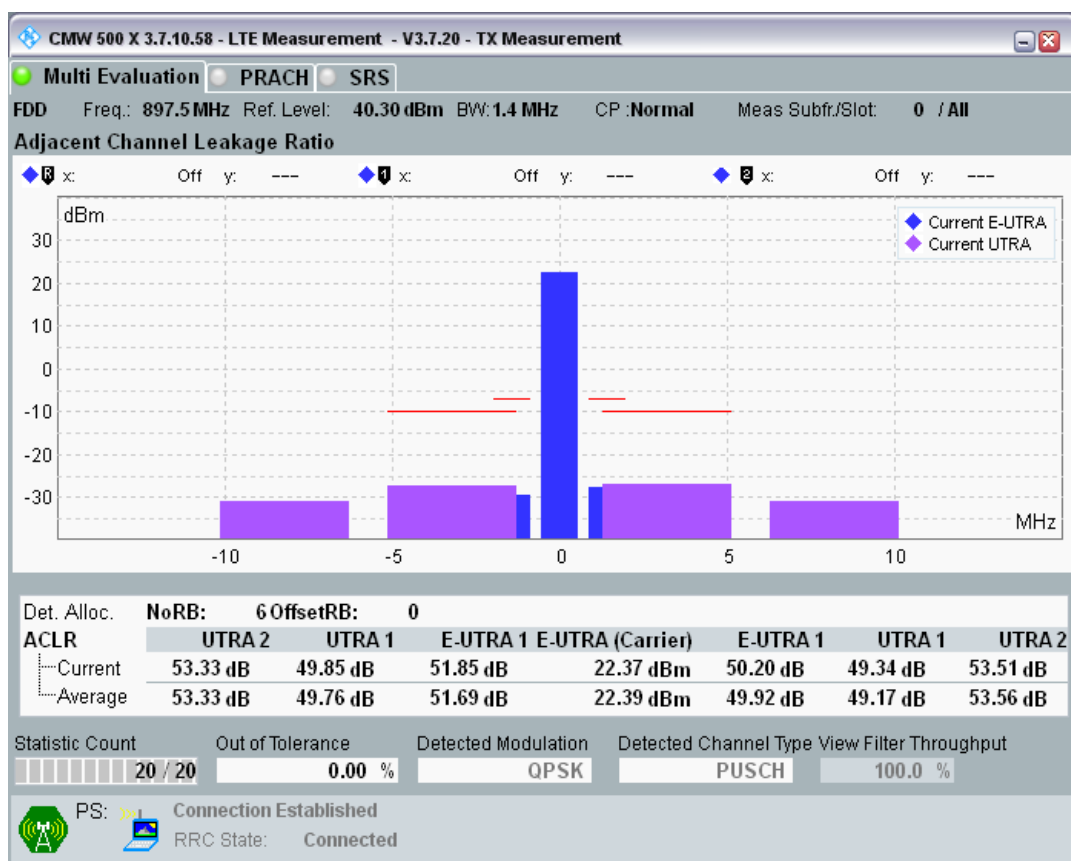 CMW 500 X 3.7.10.58 - LTE Measurement - V3.7.20 - TX Measurement
Multi Evaluation PRACH SRS
FDD Freq.: 897.5 MHz Ref. Level: 40.30 dBm BW: 1.4 MHz CP :Normal Meas Subfr./Slot: 0 / All
Adjacent Channel Leakage Ratio
R x: Off y: --- 1 x: Off y: --- 2 x: Off y: ---
dBm
Current E-UTRA
Current UTRA
30
20
10
0
-10
-20
-30
MHz
-10 -5 0 5 10
Det. Alloc. NoRB: 6 OffsetRB: 0
ACLR UTRA 2 UTRA 1 E-UTRA 1 E-UTRA (Carrier) E-UTRA 1 UTRA 1 UTRA 2
Current 53.33 dB 49.85 dB 51.85 dB 22.37 dBm 50.20 dB 49.34 dB 53.51 dB
Average 53.33 dB 49.76 dB 51.69 dB 22.39 dBm 49.92 dB 49.17 dB 53.56 dB
Statistic Count Out of Tolerance Detected Modulation Detected Channel Type View Filter Throughput
20 / 20 0.00 % QPSK PUSCH 100.0 %
PS: Connection Established
RRC State: Connected